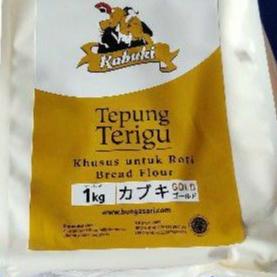 Kabuki
Tepung
Terigu
Khusus untuk Roti
Bread Flour
1kg カブキ GOLD
ゴールド
www.bungasari.com